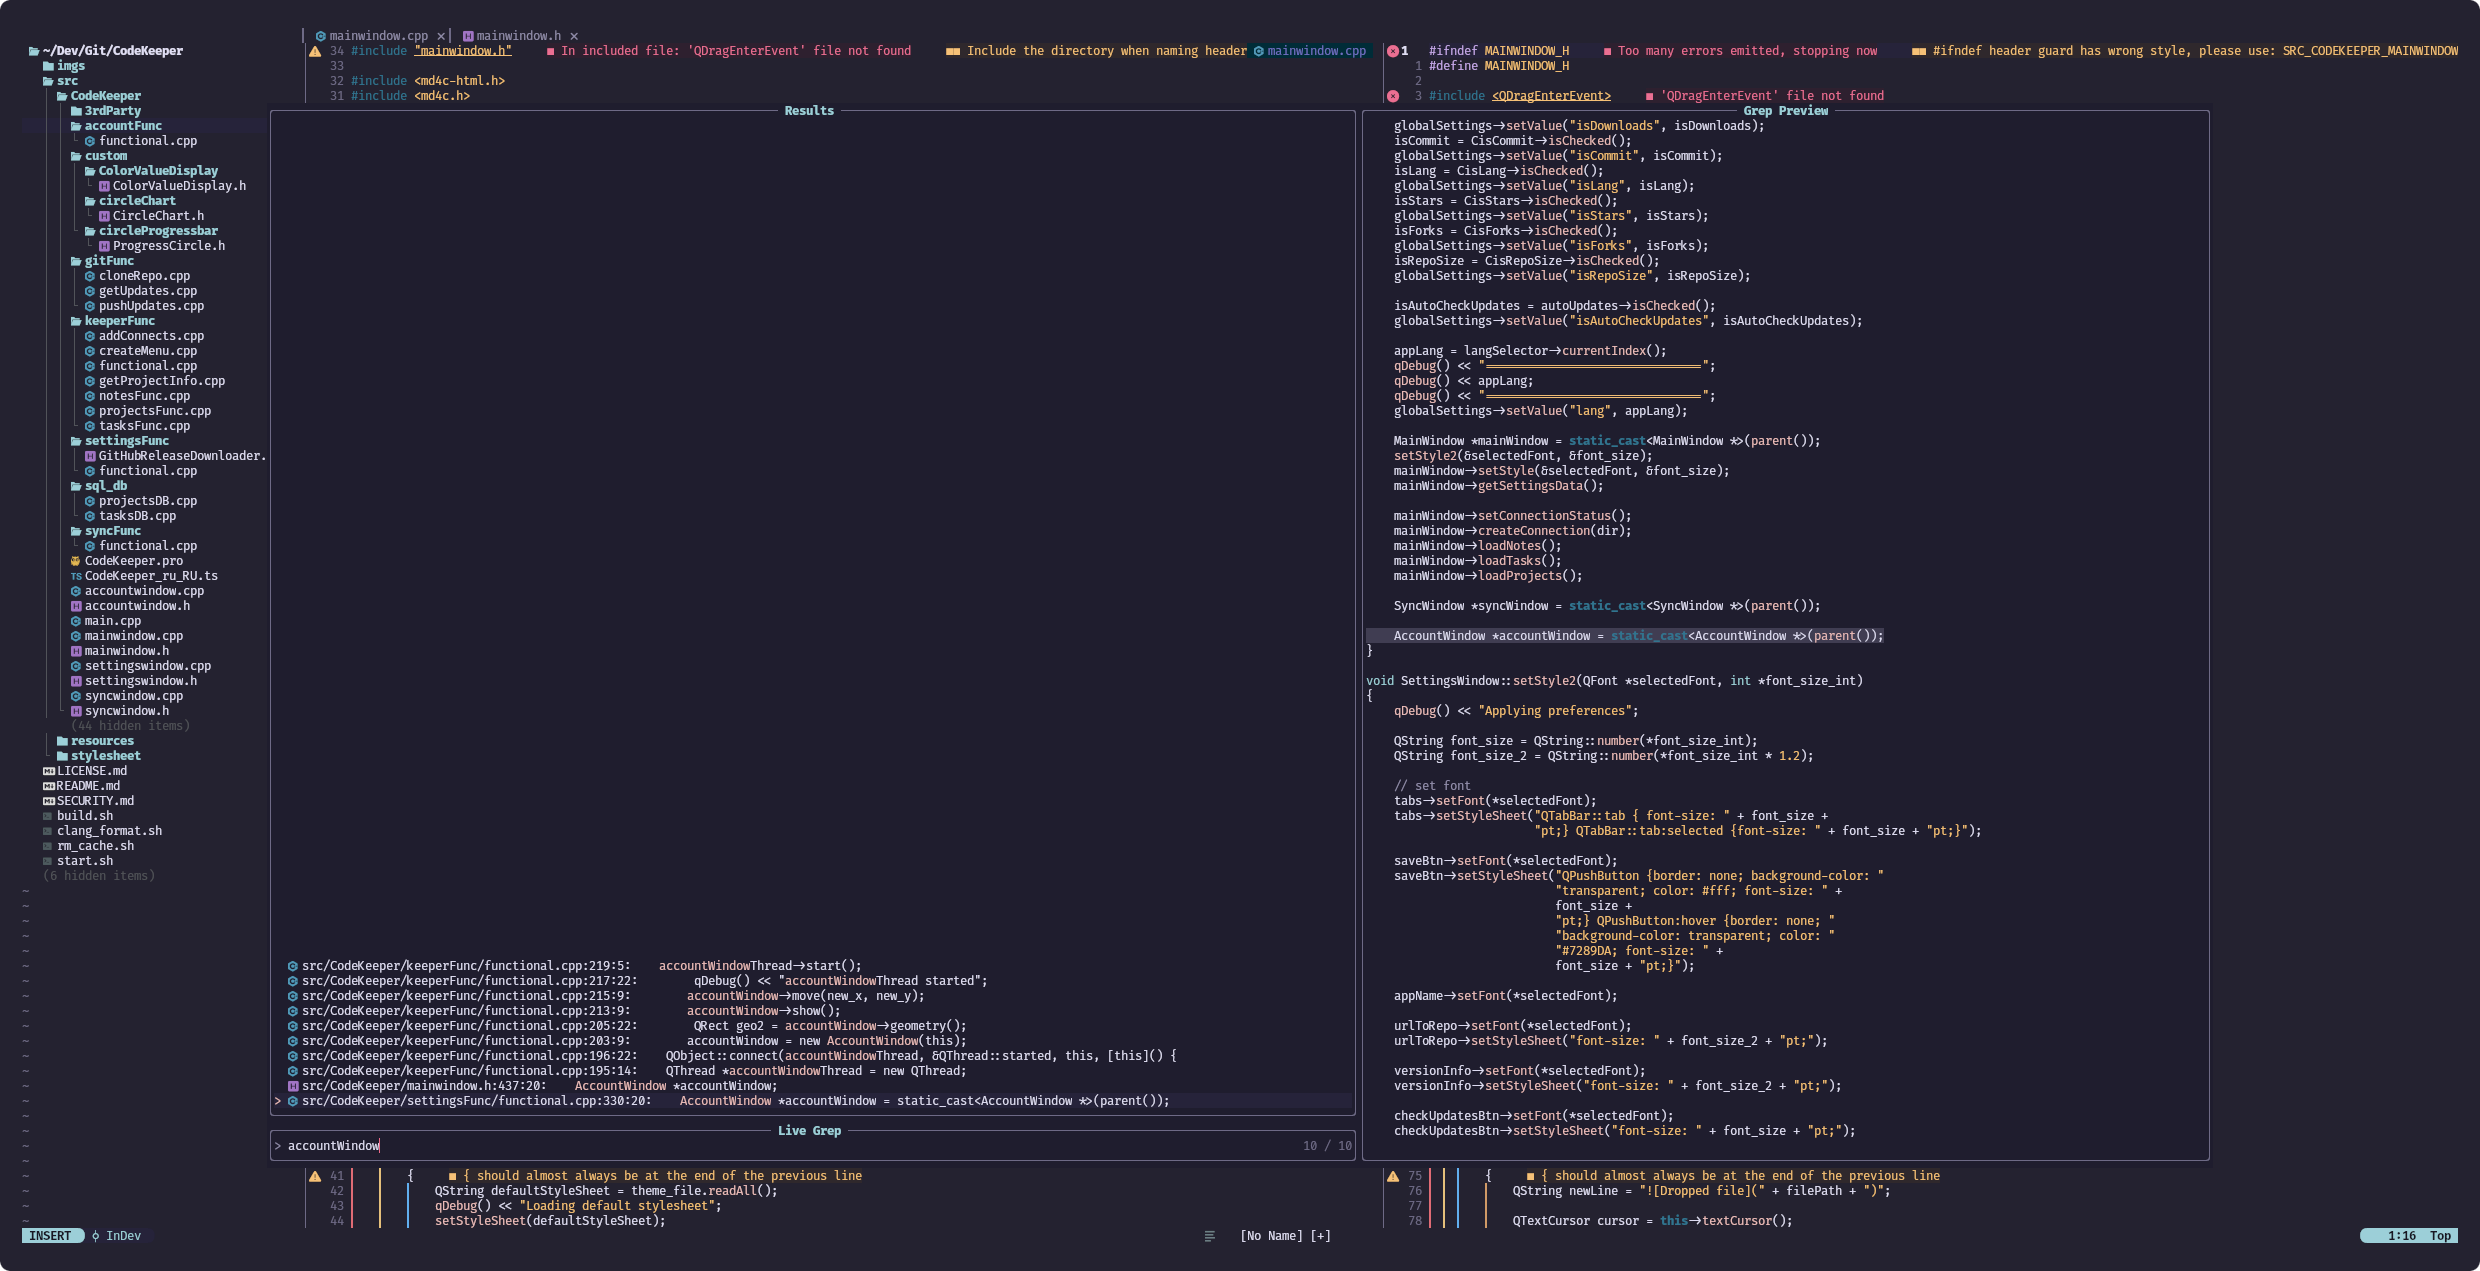 mainwindow.cpp ×
mainwindow.h ×
~/Dev/Git/CodeKeeper
imgs
src
CodeKeeper
3rdParty
accountFunc
functional.cpp
custom
ColorValueDisplay
ColorValueDisplay.h
circleChart
CircleChart.h
circleProgressbar
ProgressCircle.h
gitFunc
cloneRepo.cpp
getUpdates.cpp
pushUpdates.cpp
keeperFunc
addConnects.cpp
createMenu.cpp
functional.cpp
getProjectInfo.cpp
notesFunc.cpp
projectsFunc.cpp
tasksFunc.cpp
settingsFunc
GitHubReleaseDownloader.
functional.cpp
sql_db
projectsDB.cpp
tasksDB.cpp
syncFunc
functional.cpp
CodeKeeper.pro
TS CodeKeeper_ru_RU.ts
accountwindow.cpp
accountwindow.h
main.cpp
mainwindow.cpp
mainwindow.h
settingswindow.cpp
settingswindow.h
syncwindow.cpp
syncwindow.h
(44 hidden items)
resources
stylesheet
LICENSE.md
README.md
SECURITY.md
build.sh
clang_format.sh
rm_cache.sh
start.sh
(6 hidden items)
34 #include "mainwindow.h" ■ In included file: 'QDragEnterEvent' file not found ■■ Include the directory when naming header mainwindow.cpp
33
32 #include <md4c-html.h>
31 #include <md4c.h>
1 #ifndef MAINWINDOW_H ■ Too many errors emitted, stopping now ■■ #ifndef header guard has wrong style, please use: SRC_CODEKEEPER_MAINWINDOW
1 #define MAINWINDOW_H
2
3 #include <QDragEnterEvent> ■ 'QDragEnterEvent' file not found
Results
src/CodeKeeper/keeperFunc/functional.cpp:219:5: accountWindowThread->start();
src/CodeKeeper/keeperFunc/functional.cpp:217:22: qDebug() << "accountWindowThread started";
src/CodeKeeper/keeperFunc/functional.cpp:215:9: accountWindow->move(new_x, new_y);
src/CodeKeeper/keeperFunc/functional.cpp:213:9: accountWindow->show();
src/CodeKeeper/keeperFunc/functional.cpp:205:22: QRect geo2 = accountWindow->geometry();
src/CodeKeeper/keeperFunc/functional.cpp:203:9: accountWindow = new AccountWindow(this);
src/CodeKeeper/keeperFunc/functional.cpp:196:22: QObject::connect(accountWindowThread, &QThread::started, this, [this]() {
src/CodeKeeper/keeperFunc/functional.cpp:195:14: QThread *accountWindowThread = new QThread;
src/CodeKeeper/mainwindow.h:437:20: AccountWindow *accountWindow;
> src/CodeKeeper/settingsFunc/functional.cpp:330:20: AccountWindow *accountWindow = static_cast<AccountWindow *>(parent());
Live Grep
> accountWindow 10 / 10
Grep Preview
globalSettings->setValue("isDownloads", isDownloads);
isCommit = CisCommit->isChecked();
globalSettings->setValue("isCommit", isCommit);
isLang = CisLang->isChecked();
globalSettings->setValue("isLang", isLang);
isStars = CisStars->isChecked();
globalSettings->setValue("isStars", isStars);
isForks = CisForks->isChecked();
globalSettings->setValue("isForks", isForks);
isRepoSize = CisRepoSize->isChecked();
globalSettings->setValue("isRepoSize", isRepoSize);
isAutoCheckUpdates = autoUpdates->isChecked();
globalSettings->setValue("isAutoCheckUpdates", isAutoCheckUpdates);
appLang = langSelector->currentIndex();
qDebug() << "===============================";
qDebug() << appLang;
qDebug() << "===============================";
globalSettings->setValue("lang", appLang);
MainWindow *mainWindow = static_cast<MainWindow *>(parent());
setStyle2(&selectedFont, &font_size);
mainWindow->setStyle(&selectedFont, &font_size);
mainWindow->getSettingsData();
mainWindow->setConnectionStatus();
mainWindow->createConnection(dir);
mainWindow->loadNotes();
mainWindow->loadTasks();
mainWindow->loadProjects();
SyncWindow *syncWindow = static_cast<SyncWindow *>(parent());
AccountWindow *accountWindow = static_cast<AccountWindow *>(parent());
}
void SettingsWindow::setStyle2(QFont *selectedFont, int *font_size_int)
{
qDebug() << "Applying preferences";
QString font_size = QString::number(*font_size_int);
QString font_size_2 = QString::number(*font_size_int * 1.2);
// set font
tabs->setFont(*selectedFont);
tabs->setStyleSheet("QTabBar::tab { font-size: " + font_size +
"pt;} QTabBar::tab:selected {font-size: " + font_size + "pt;}");
saveBtn->setFont(*selectedFont);
saveBtn->setStyleSheet("QPushButton {border: none; background-color: "
"transparent; color: #fff; font-size: " +
font_size +
"pt;} QPushButton:hover {border: none; "
"background-color: transparent; color: "
"#7289DA; font-size: " +
font_size + "pt;}");
appName->setFont(*selectedFont);
urlToRepo->setFont(*selectedFont);
urlToRepo->setStyleSheet("font-size: " + font_size_2 + "pt;");
versionInfo->setFont(*selectedFont);
versionInfo->setStyleSheet("font-size: " + font_size_2 + "pt;");
checkUpdatesBtn->setFont(*selectedFont);
checkUpdatesBtn->setStyleSheet("font-size: " + font_size + "pt;");
41 { ■ { should almost always be at the end of the previous line
42 QString defaultStyleSheet = theme_file.readAll();
43 qDebug() << "Loading default stylesheet";
44 setStyleSheet(defaultStyleSheet);
75 { ■ { should almost always be at the end of the previous line
76 QString newLine = "![Dropped file](" + filePath + ")";
77
78 QTextCursor cursor = this->textCursor();
INSERT InDev
[No Name] [+]
1:16 Top